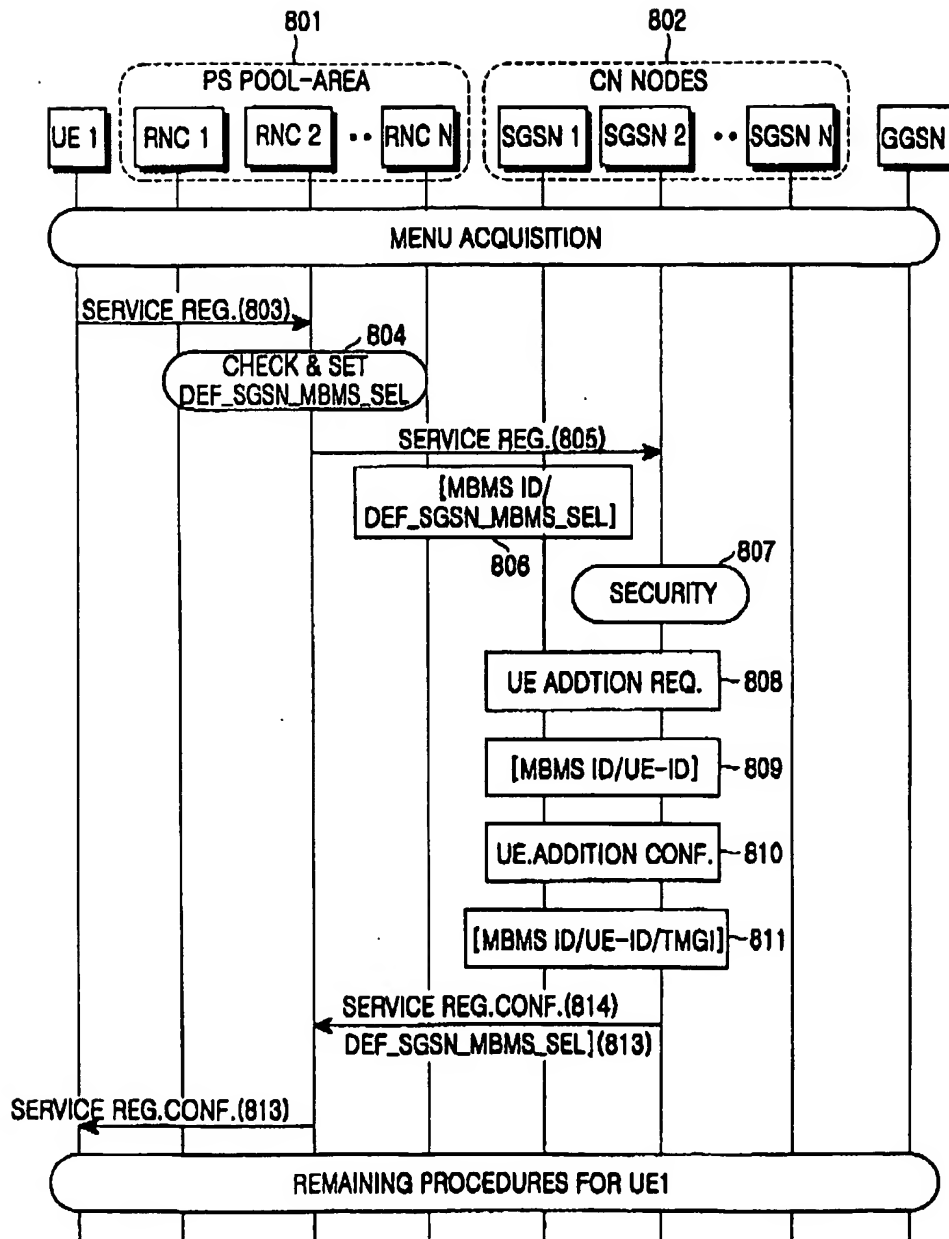 801
802
PS POOL-AREA
CN NODES
UE 1
RNC 1
RNC 2
••
RNC N
SGSN 1
SGSN 2
••
SGSN N
GGSN
MENU ACQUISITION
SERVICE REG.(803)
804
CHECK & SET
DEF_SGSN_MBMS_SEL
SERVICE REG.(805)
[MBMS ID/
DEF_SGSN_MBMS_SEL]
806
807
SECURITY
UE ADDTION REQ.
808
[MBMS ID/UE-ID]
809
UE.ADDITION CONF.
810
[MBMS ID/UE-ID/TMGI]
811
SERVICE REG.CONF.(814)
DEF_SGSN_MBMS_SEL](813)
SERVICE REG.CONF.(813)
REMAINING PROCEDURES FOR UE1